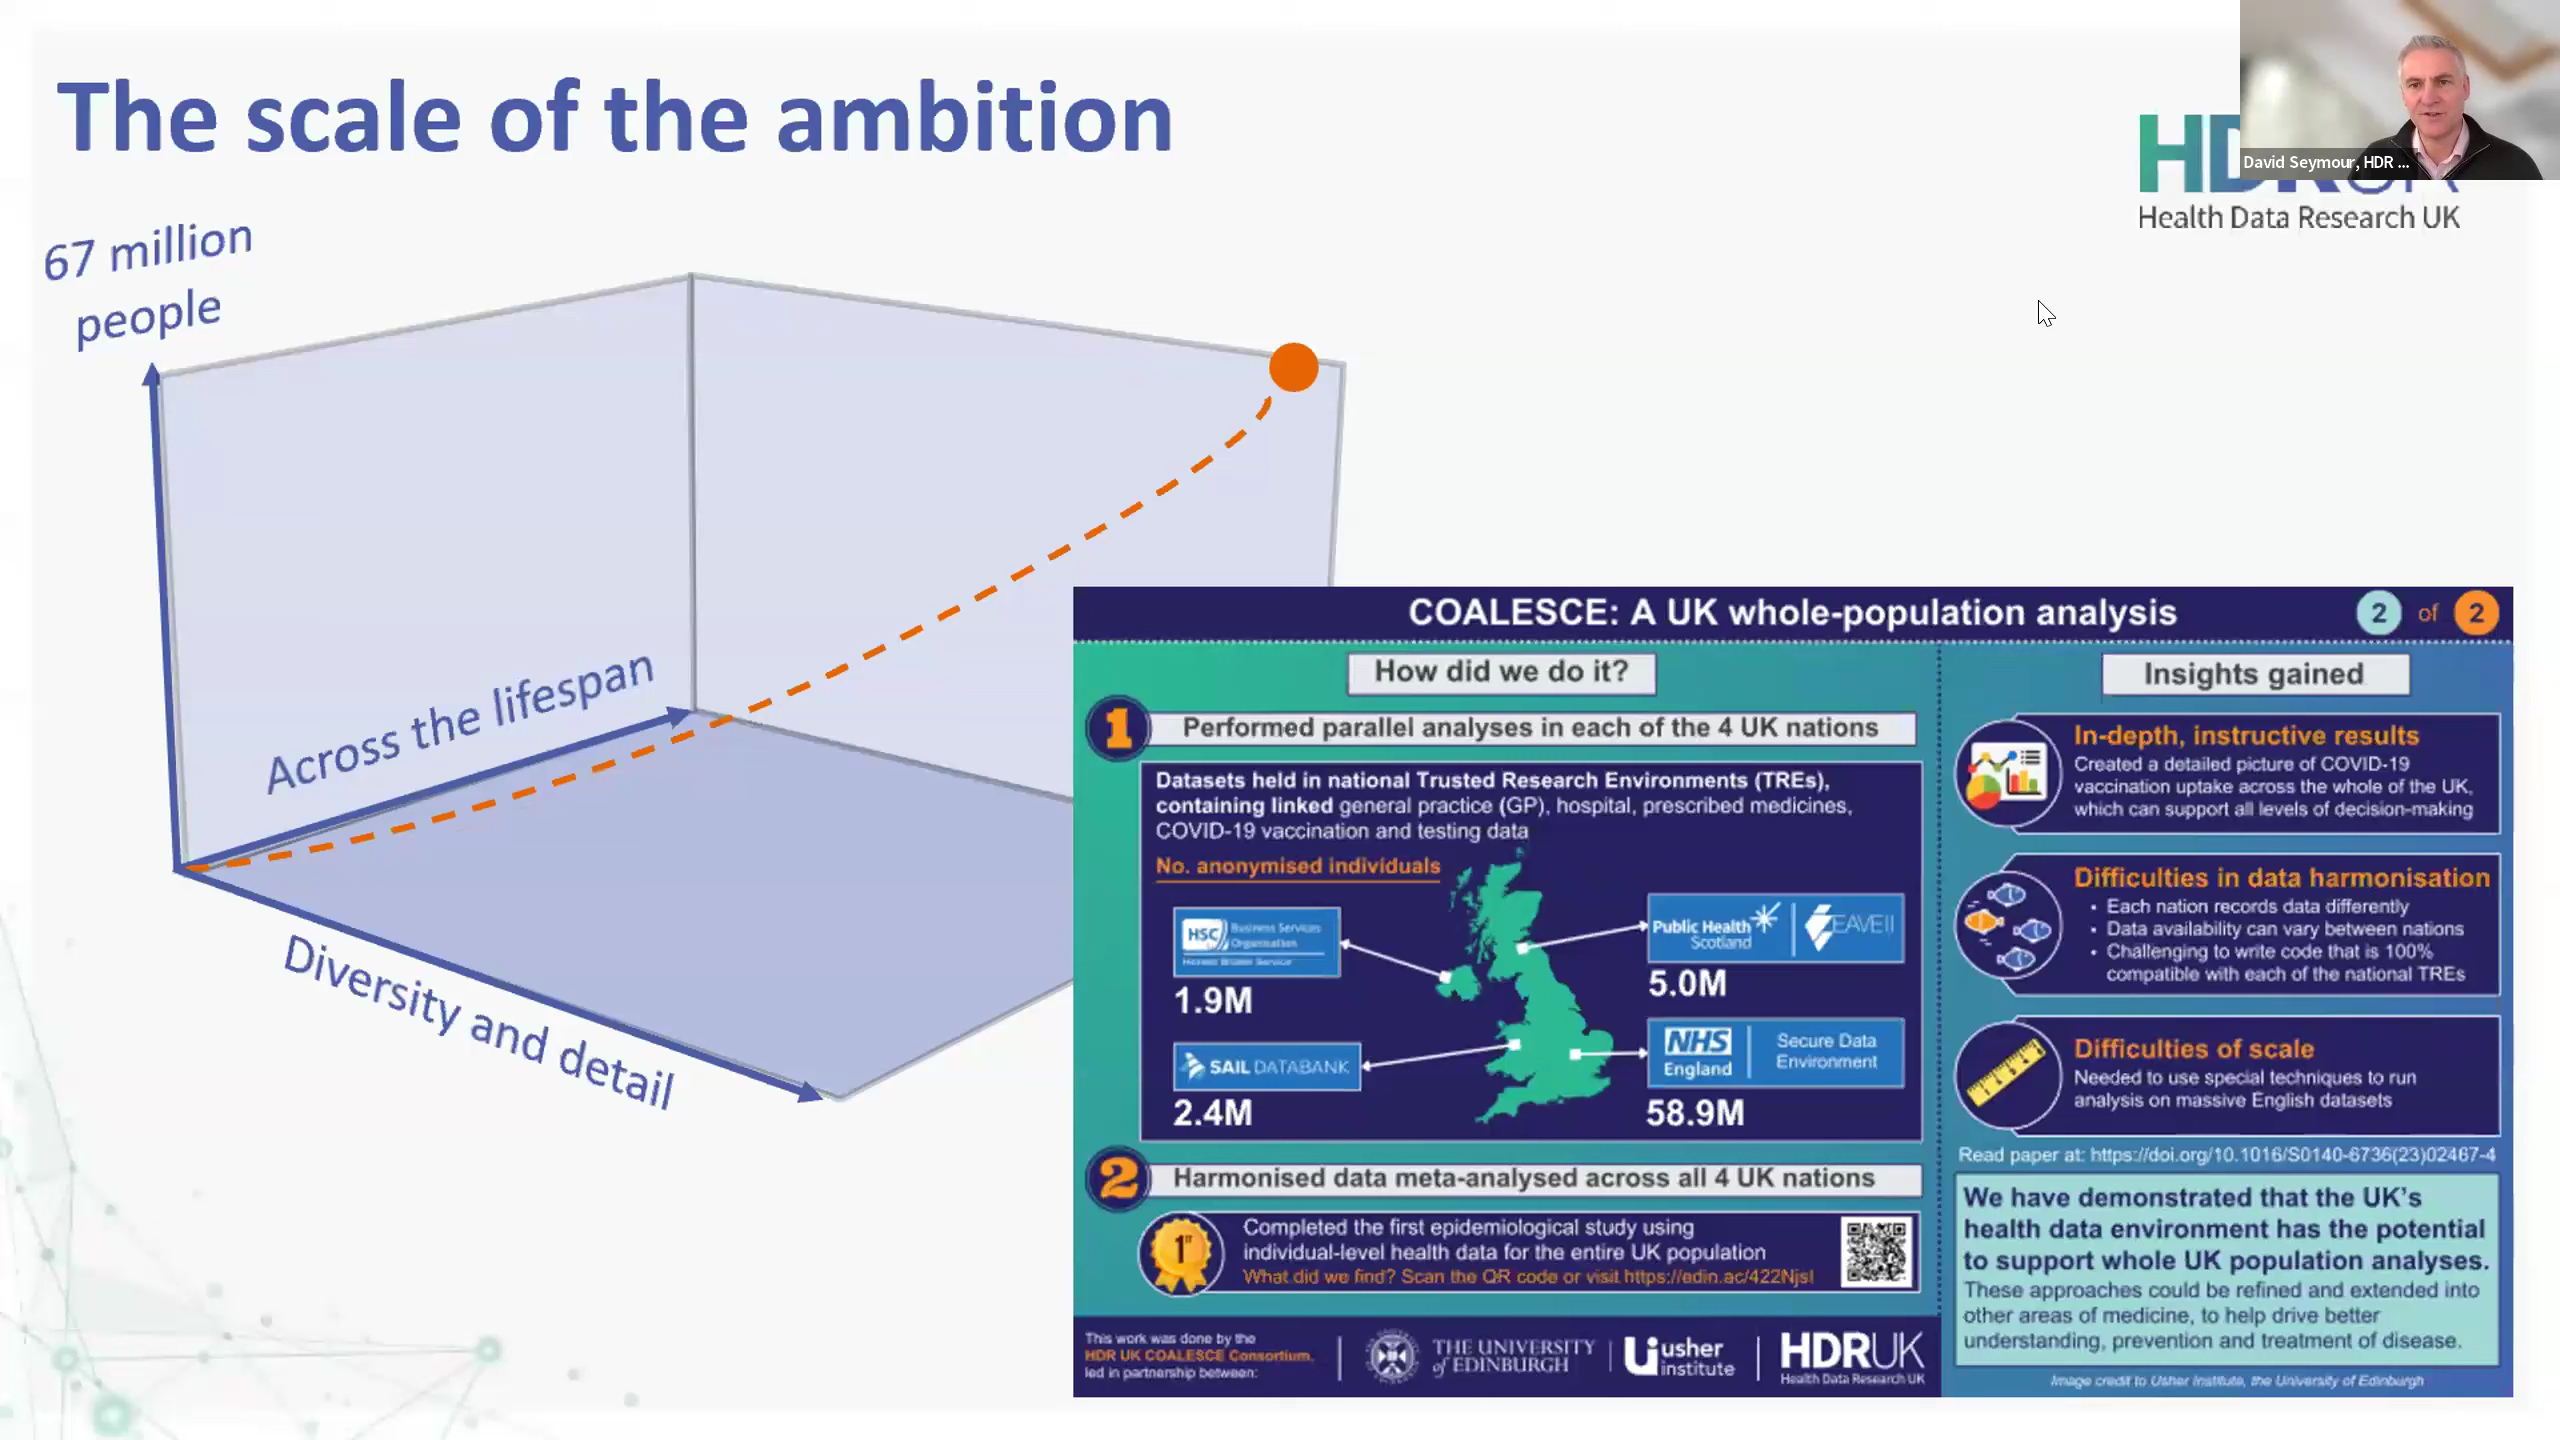 The scale of the ambition
David Seymour, HDR ...
Health Data Research UK
67 million
people
Across the lifespan
Diversity and detail
COALESCE: A UK whole-population analysis
2 of 2
How did we do it?
1
Performed parallel analyses in each of the 4 UK nations
Datasets held in national Trusted Research Environments (TREs),
containing linked general practice (GP), hospital, prescribed medicines,
COVID-19 vaccination and testing data
No. anonymised individuals
HSC Business Services
Organisation
1.9M
Public Health
Scotland
EAVE II
5.0M
SAIL DATABANK
2.4M
NHS
England
Secure Data
Environment
58.9M
2
Harmonised data meta-analysed across all 4 UK nations
1st
Completed the first epidemiological study using
individual-level health data for the entire UK population
What did we find? Scan the QR code or visit https://edin.ac/422Njsl
This work was done by the
HDR UK COALESCE Consortium,
led in partnership between:
THE UNIVERSITY
of EDINBURGH
usher
institute
HDRUK
Health Data Research UK
Insights gained
In-depth, instructive results
Created a detailed picture of COVID-19
vaccination uptake across the whole of the UK,
which can support all levels of decision-making
Difficulties in data harmonisation
• Each nation records data differently
• Data availability can vary between nations
• Challenging to write code that is 100%
compatible with each of the national TREs
Difficulties of scale
Needed to use special techniques to run
analysis on massive English datasets
Read paper at: https://doi.org/10.1016/S0140-6736(23)02467-4
We have demonstrated that the UK's
health data environment has the potential
to support whole UK population analyses.
These approaches could be refined and extended into
other areas of medicine, to help drive better
understanding, prevention and treatment of disease.
Image credit to Usher Institute, the University of Edinburgh